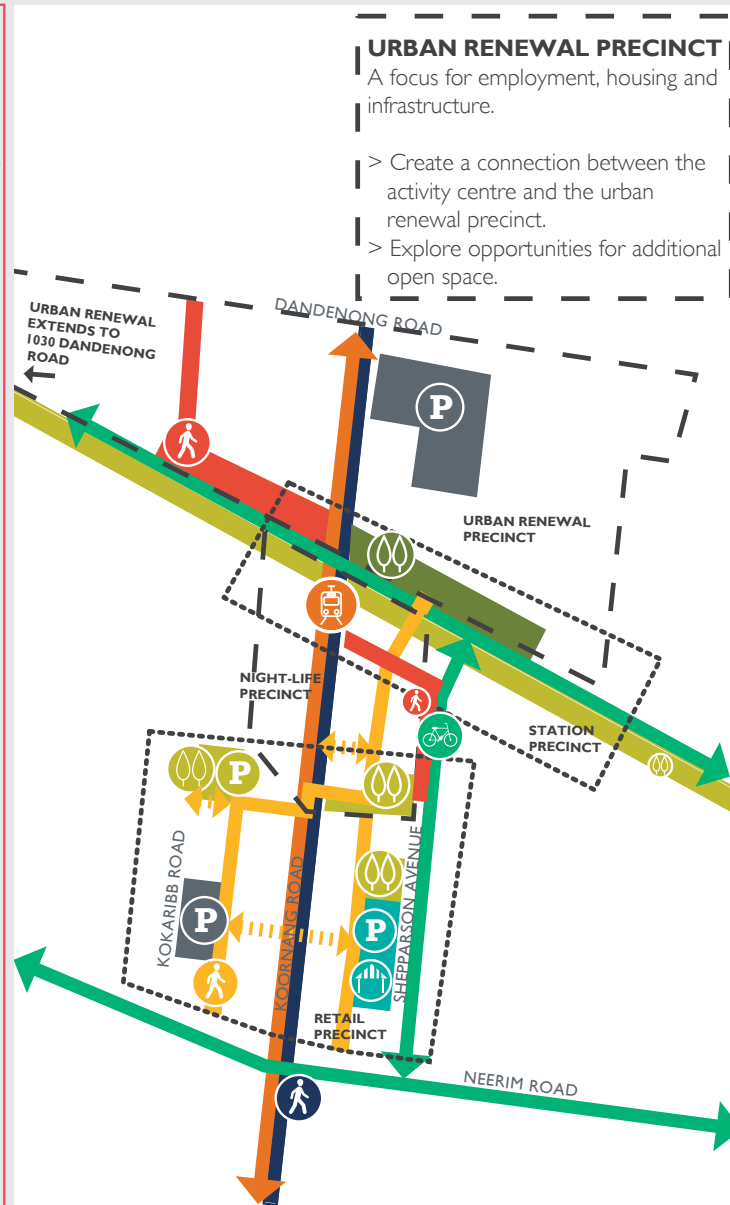 URBAN RENEWAL PRECINCT
A focus for employment, housing and
infrastructure.
> Create a connection between the
activity centre and the urban
renewal precinct.
> Explore opportunities for additional
open space.
DANDENONG ROAD
URBAN RENEWAL
EXTENDS TO
1030 DANDENONG
ROAD
P
URBAN RENEWAL
PRECINCT
NIGHT-LIFE
PRECINCT
STATION
PRECINCT
P
KOKARIBB ROAD
P
KOORNANG ROAD
P
SHEPPARSON AVENUE
RETAIL
PRECINCT
NEERIM ROAD